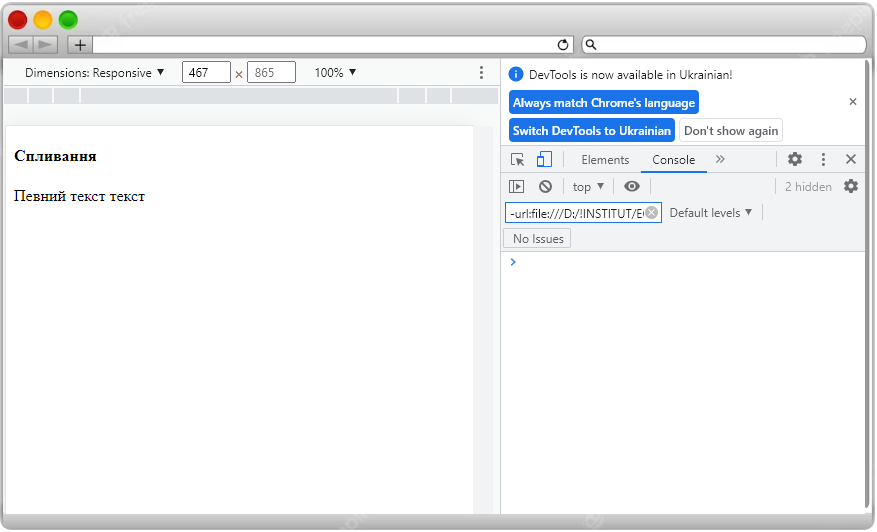 Dimensions: Responsive ▼ 467 × 865 100% ▼
Спливання
Певний текст текст
DevTools is now available in Ukrainian!
Always match Chrome's language
Switch DevTools to Ukrainian Don't show again
Elements Console
top ▼ 2 hidden
-url:file:///D:/!INSTITUT/E Default levels ▼
No Issues